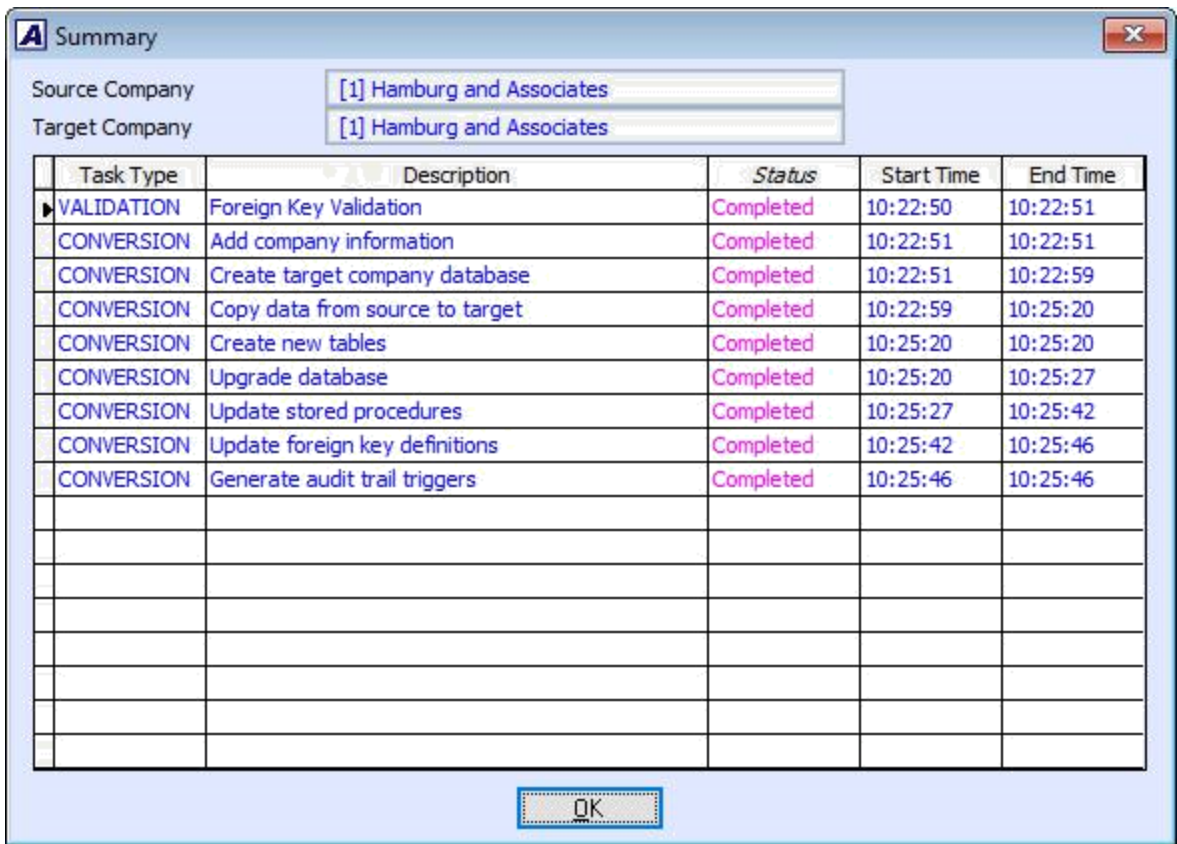 A Summary
Source Company [1] Hamburg and Associates
Target Company [1] Hamburg and Associates
Task Type Description Status Start Time End Time
VALIDATION Foreign Key Validation Completed 10:22:50 10:22:51
CONVERSION Add company information Completed 10:22:51 10:22:51
CONVERSION Create target company database Completed 10:22:51 10:22:59
CONVERSION Copy data from source to target Completed 10:22:59 10:25:20
CONVERSION Create new tables Completed 10:25:20 10:25:20
CONVERSION Upgrade database Completed 10:25:20 10:25:27
CONVERSION Update stored procedures Completed 10:25:27 10:25:42
CONVERSION Update foreign key definitions Completed 10:25:42 10:25:46
CONVERSION Generate audit trail triggers Completed 10:25:46 10:25:46
OK